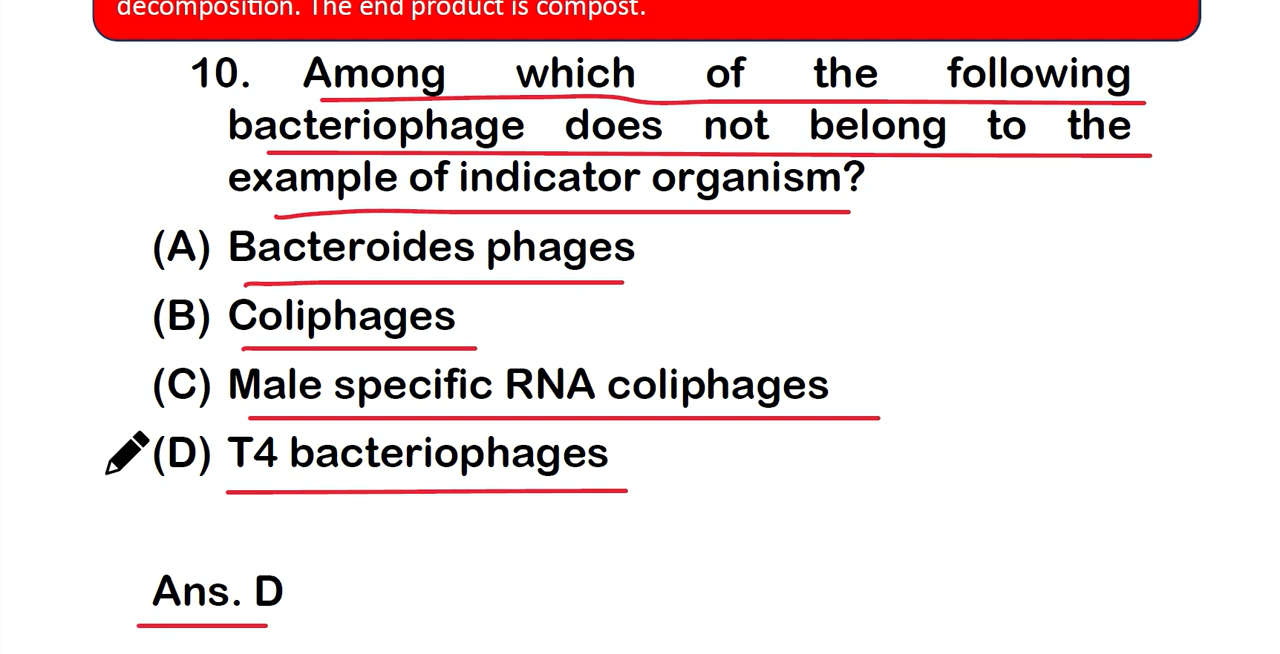 decomposition. The end product is compost.
10. Among which of the following
bacteriophage does not belong to the
example of indicator organism?
(A) Bacteroides phages
(B) Coliphages
(C) Male specific RNA coliphages
(D) T4 bacteriophages
Ans. D